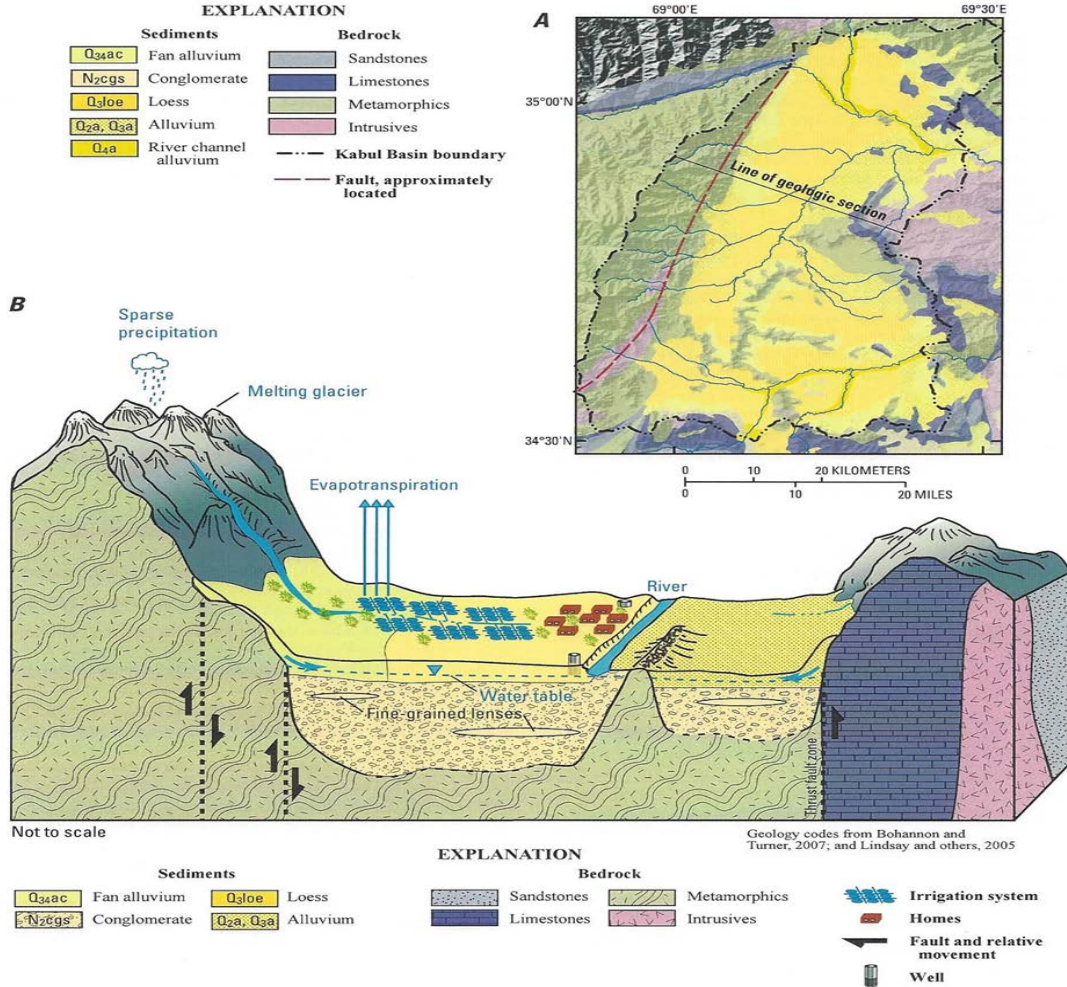 EXPLANATION
Sediments
Bedrock
Q34ac Fan alluvium
N2cgs Conglomerate
Q3loe Loess
Q2a, Q3a Alluvium
Q4a River channel
alluvium
Sandstones
Limestones
Metamorphics
Intrusives
Kabul Basin boundary
Fault, approximately
located
A
69°00'E
69°30'E
35°00'N
34°30'N
Line of geologic section
0 10 20 KILOMETERS
0 10 20 MILES
B
Sparse
precipitation
Melting glacier
Evapotranspiration
River
Water table
Fine-grained lenses
Thrust fault zone
Not to scale
Geology codes from Bohannon and
Turner, 2007; and Lindsay and others, 2005
EXPLANATION
Sediments
Bedrock
Q34ac Fan alluvium
Q3loe Loess
N2cgs Conglomerate
Q2a, Q3a Alluvium
Sandstones
Metamorphics
Limestones
Intrusives
Irrigation system
Homes
Fault and relative
movement
Well